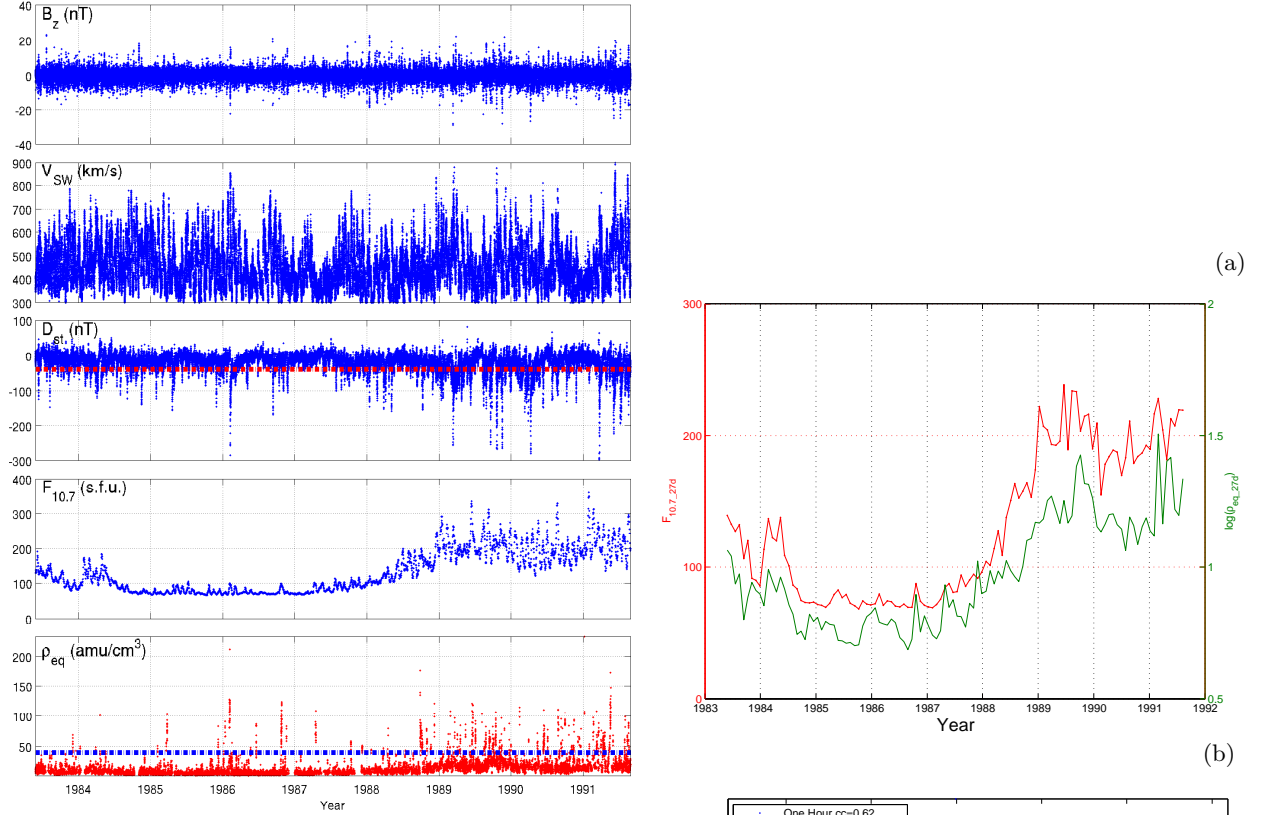 B_z (nT)
40
20
0
-20
-40
V_SW (km/s)
900
800
700
600
500
400
300
D_st. (nT)
100
0
-100
-200
-300
F_10.7 (s.f.u.)
400
300
200
100
0
ρ_eq (amu/cm^3)
200
150
100
50
1984 1985 1986 1987 1988 1989 1990 1991
Year
(a)
300
200
100
0
F_10.7_27d
2
1.5
1
0.5
log(ρ_eq_27d)
1983 1984 1985 1986 1987 1988 1989 1990 1991 1992
Year
(b)
One Hour cc=0.62